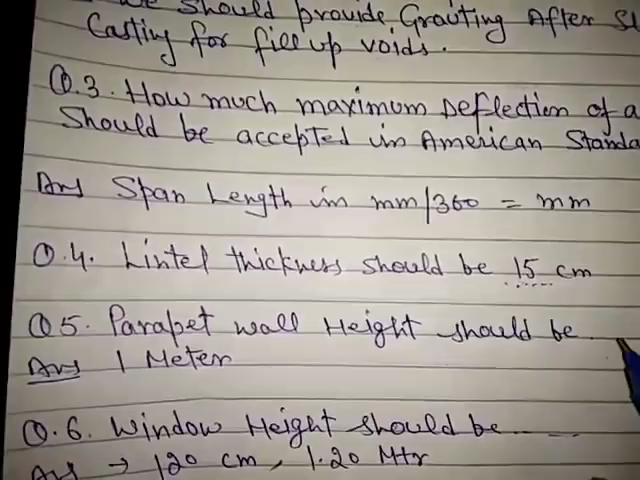 should provide Grouting After
Casting for fill up voids.
Q.3. How much maximum Deflection of a
should be accepted in American
Ans Span Length in mm/360 = mm
Q.4. Lintel thickness should be 15 cm
Q5. Parapet wall Height should be..
Ans 1 Meter
Q.6. Window Height should be.....
Ans → 120 cm, 1.20 Mtr